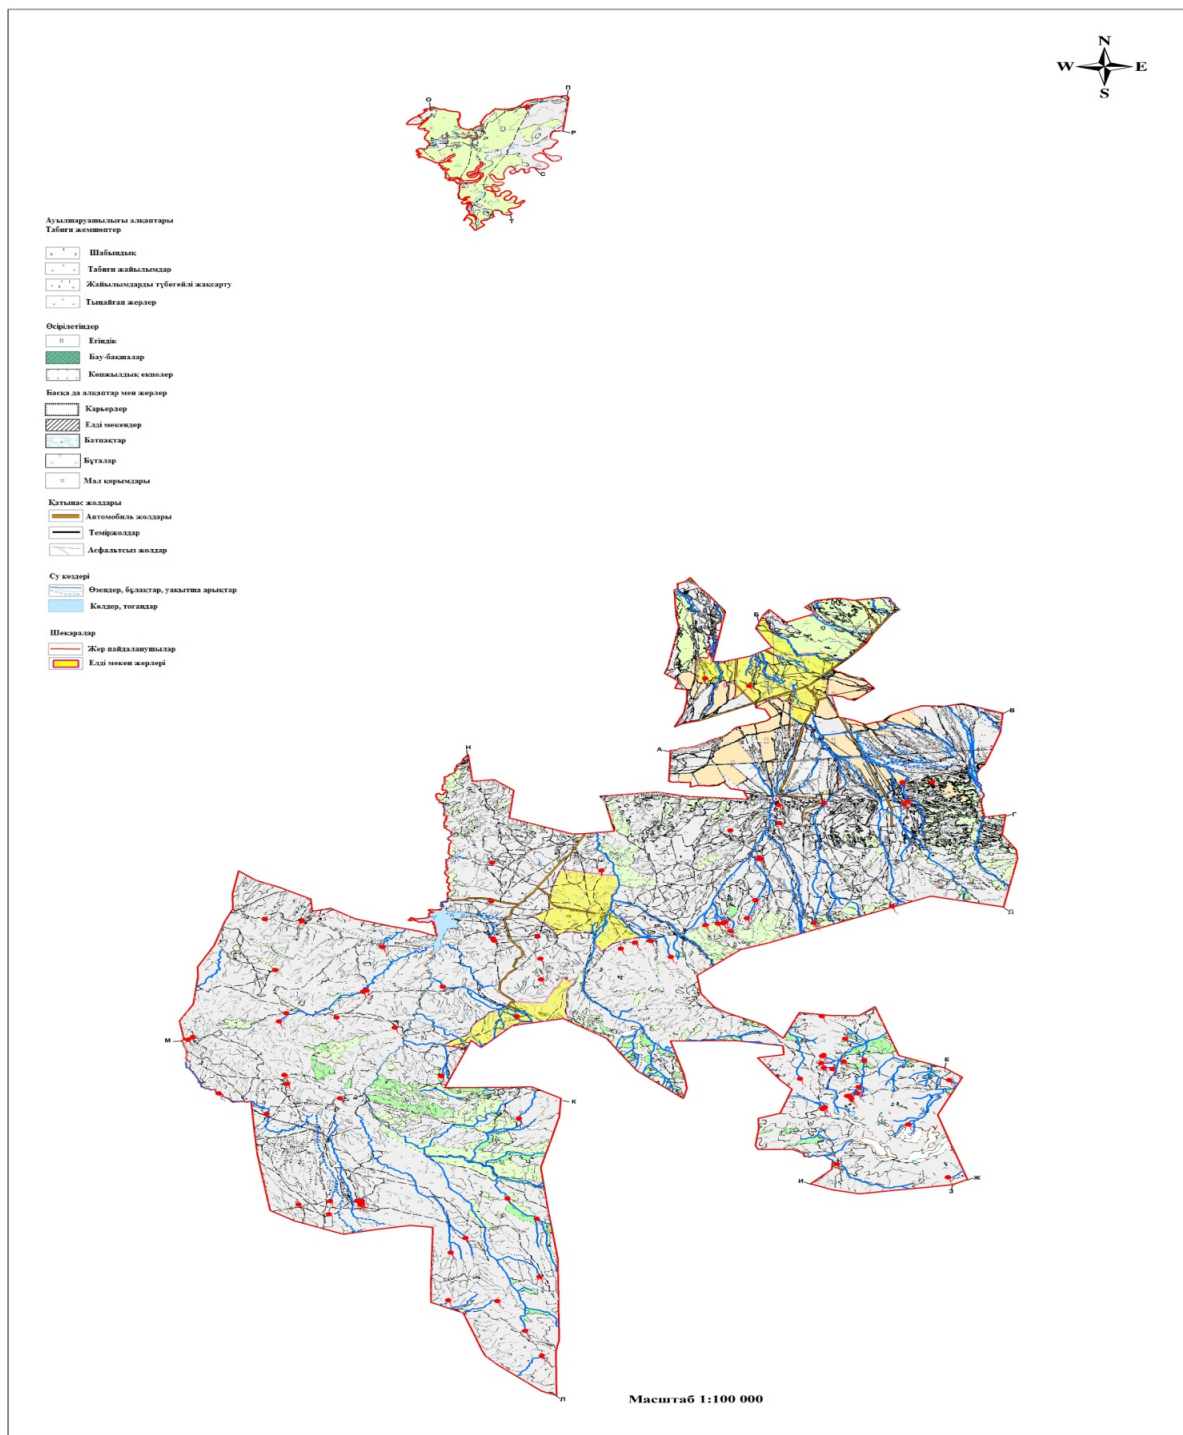 N
W E
S
О
П
Р
С
Т
Ауылшаруашылығы алқаптары
Табиғи жемшөптер
Шабындық
Табиғи жайылымдар
Жайылымдарды түбегейлі жақсарту
Тыңайған жерлер
Өсірілетіндер
Егіндік
Бау-бақшалар
Көпжылдық екпелер
Басқа да алқаптар мен жерлер
Карьерлер
Елді мекендер
Батпақтар
Бұталар
Мал қорымдары
Қатынас жолдары
Автомобиль жолдары
Теміржолдар
Асфальтсыз жолдар
Су көздері
Өзендер, бұлақтар, уақытша арықтар
Көлдер, тоғандар
Шекаралар
Жер пайдаланушылар
Елді мекен жерлері
Б
В
А
Н
Г
Д
М
Е
К
И
Ж
З
Л
Масштаб 1:100 000